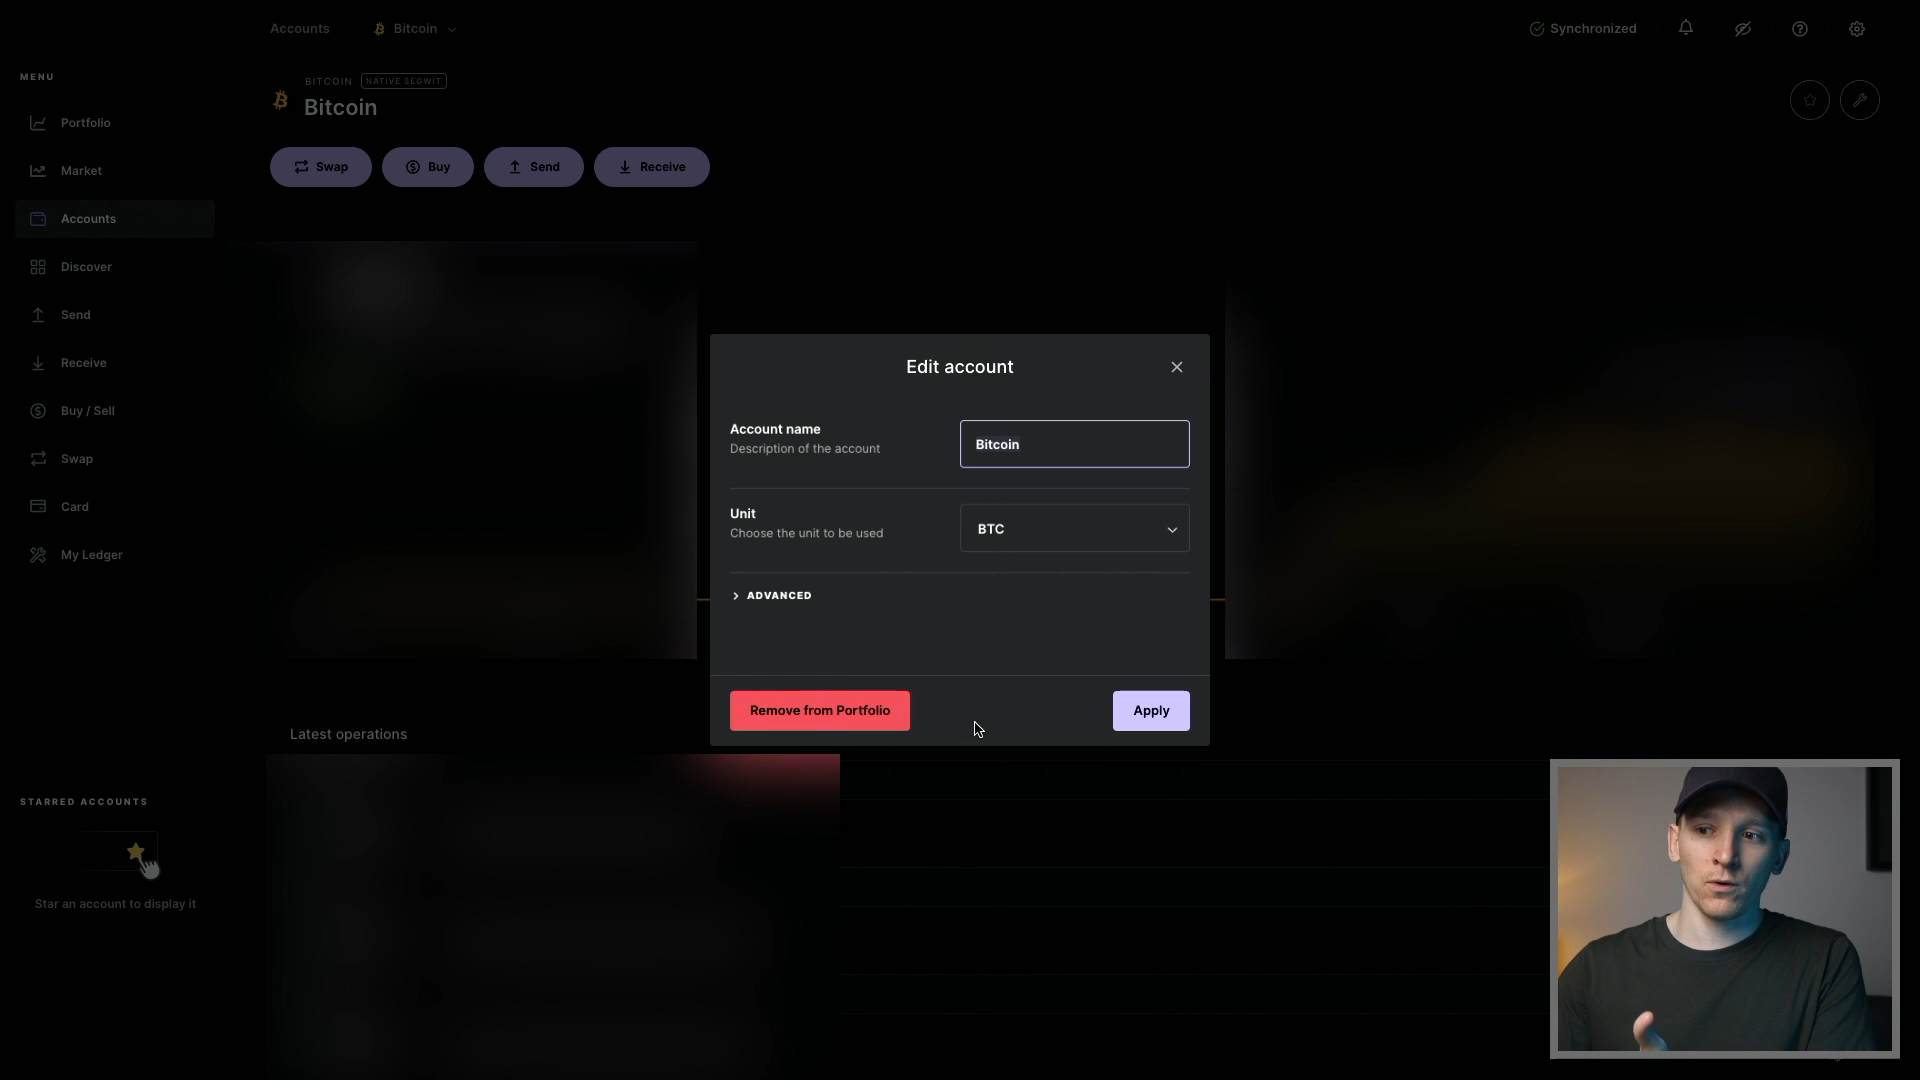 Accounts
Bitcoin
Synchronized
MENU
BITCOIN
NATIVE SEGWIT
Bitcoin
Portfolio
Market
Accounts
Discover
Send
Receive
Buy / Sell
Swap
Card
My Ledger
Swap
Buy
Send
Receive
Edit account
Account name
Description of the account
Bitcoin
Unit
Choose the unit to be used
BTC
ADVANCED
Remove from Portfolio
Apply
Latest operations
STARRED ACCOUNTS
Star an account to display it